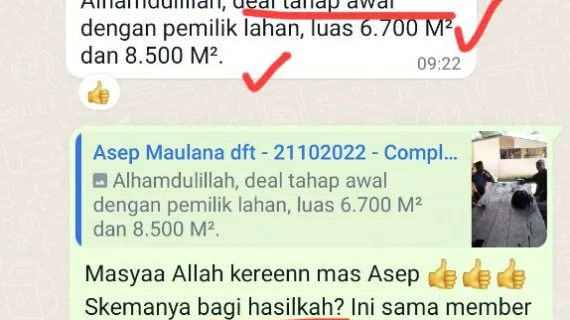 Alhamdulillah, deal tahap awal
dengan pemilik lahan, luas 6.700 M²
dan 8.500 M².
09:22
👍
Asep Maulana dft - 21102022 - Compl...
Alhamdulillah, deal tahap awal
dengan pemilik lahan, luas 6.700 M²
dan 8.500 M².
Masyaa Allah kereenn mas Asep 👍👍👍
Skemanya bagi hasilkah? Ini sama member